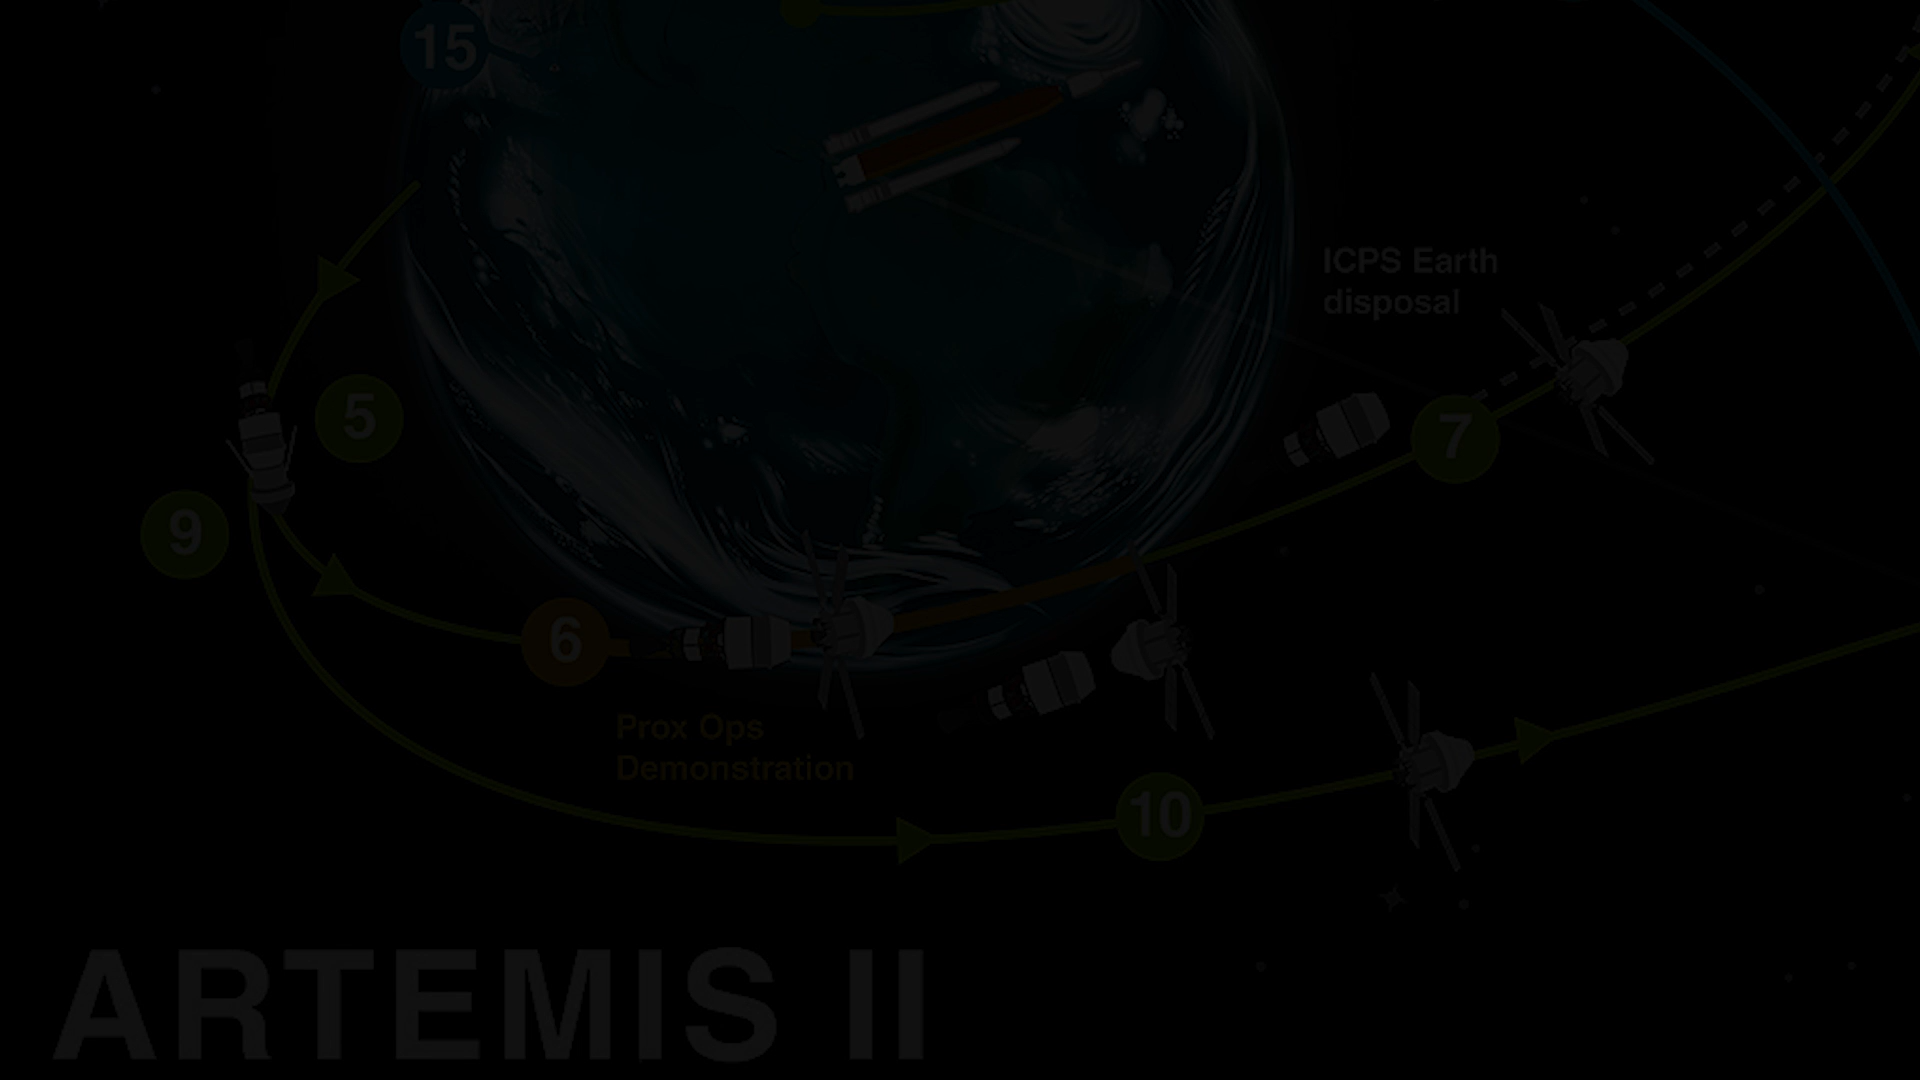 15
ICPS Earth
disposal
5
7
9
6
Prox Ops
Demonstration
10
ARTEMIS II